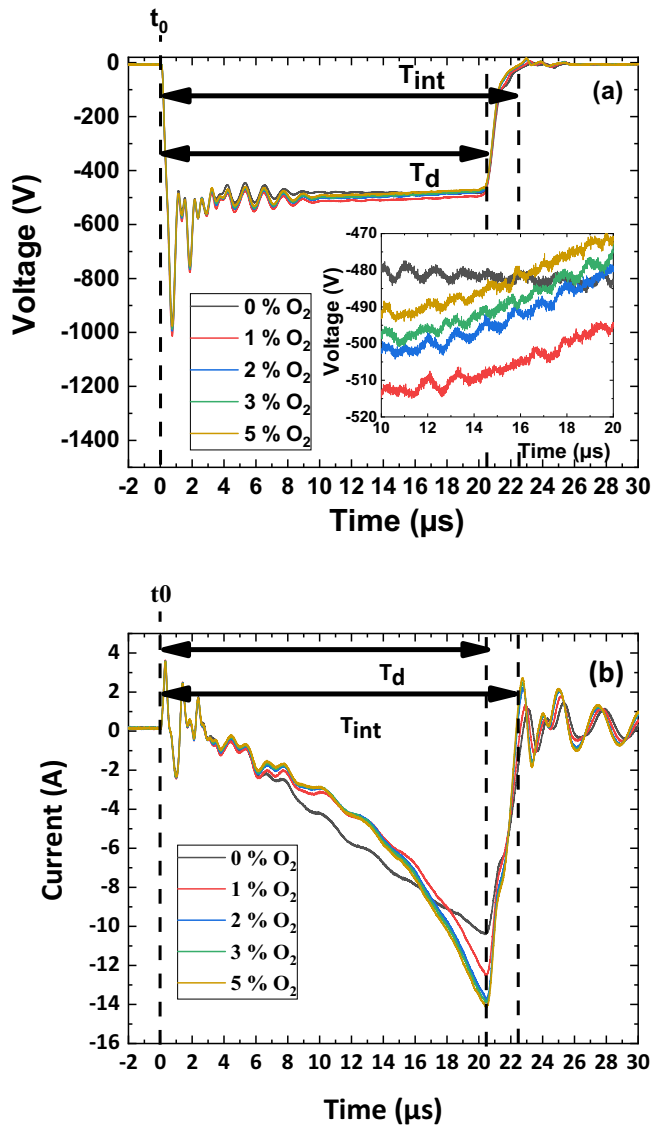 t0
(a)
Tint
Td
0
-200
-400
-600
-800
-1000
-1200
-1400
Voltage (V)
0 % O2
1 % O2
2 % O2
3 % O2
5 % O2
-470
-480
-490
-500
-510
-520
Voltage (V)
10 12 14 16 18 20
Time (µs)
-2 0 2 4 6 8 10 12 14 16 18 20 22 24 26 28 30
Time (µs)
t0
(b)
Td
Tint
4
2
0
-2
-4
-6
-8
-10
-12
-14
-16
Current (A)
0 % O2
1 % O2
2 % O2
3 % O2
5 % O2
-2 0 2 4 6 8 10 12 14 16 18 20 22 24 26 28 30
Time (µs)